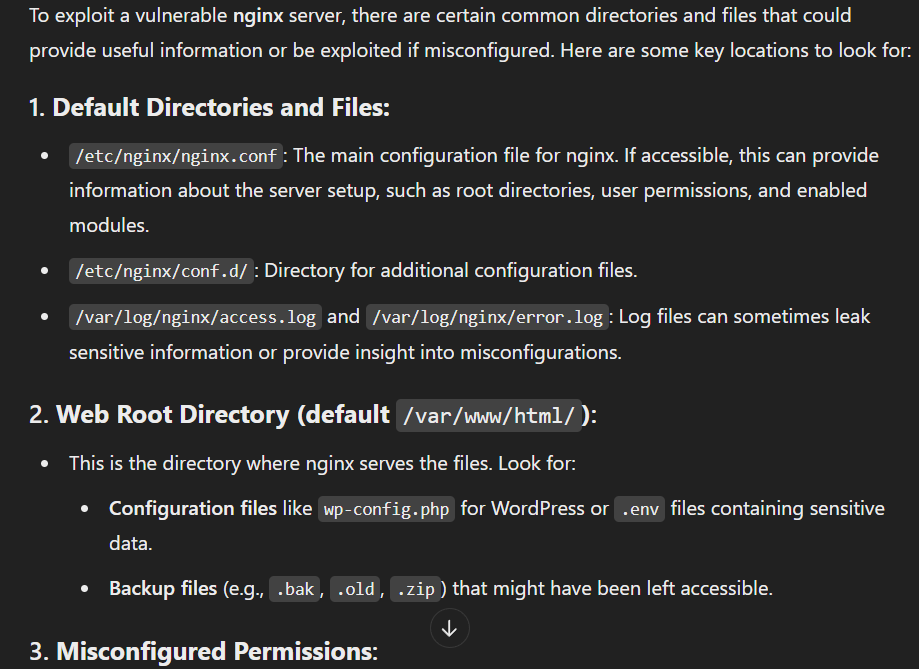 To exploit a vulnerable nginx server, there are certain common directories and files that could
provide useful information or be exploited if misconfigured. Here are some key locations to look for:
1. Default Directories and Files:
• /etc/nginx/nginx.conf: The main configuration file for nginx. If accessible, this can provide
information about the server setup, such as root directories, user permissions, and enabled
modules.
• /etc/nginx/conf.d/: Directory for additional configuration files.
• /var/log/nginx/access.log and /var/log/nginx/error.log: Log files can sometimes leak
sensitive information or provide insight into misconfigurations.
2. Web Root Directory (default /var/www/html/):
• This is the directory where nginx serves the files. Look for:
• Configuration files like wp-config.php for WordPress or .env files containing sensitive
data.
• Backup files (e.g., .bak, .old, .zip) that might have been left accessible.
3. Misconfigured Permissions: